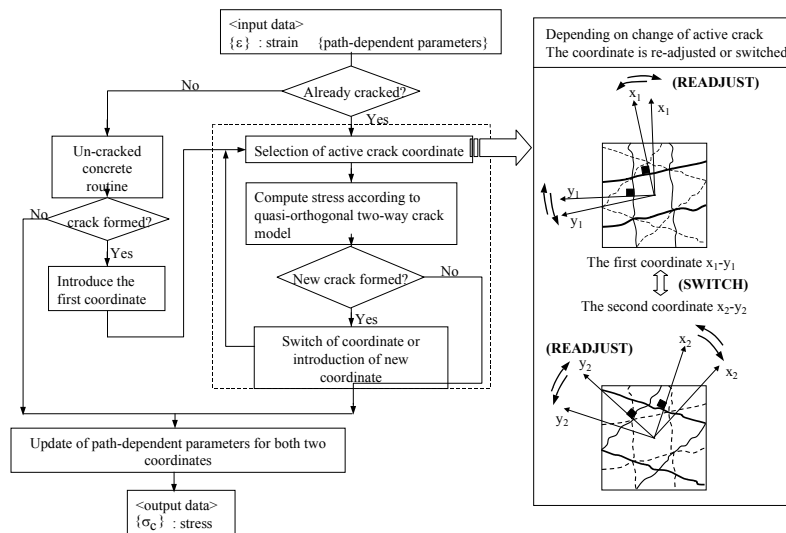 <input data>
{ε} : strain {path-dependent parameters}
No
Already cracked?
Yes
Un-cracked
concrete
routine
Selection of active crack coordinate
Compute stress according to
quasi-orthogonal two-way crack
model
No
crack formed?
Yes
Introduce the
first coordinate
New crack formed?
No
Yes
Switch of coordinate or
introduction of new
coordinate
Update of path-dependent parameters for both two
coordinates
<output data>
{σc} : stress
Depending on change of active crack
The coordinate is re-adjusted or switched
(READJUST)
x1
x1
y1
y1
The first coordinate x1-y1
(SWITCH)
The second coordinate x2-y2
(READJUST)
x2
x2
y2
y2